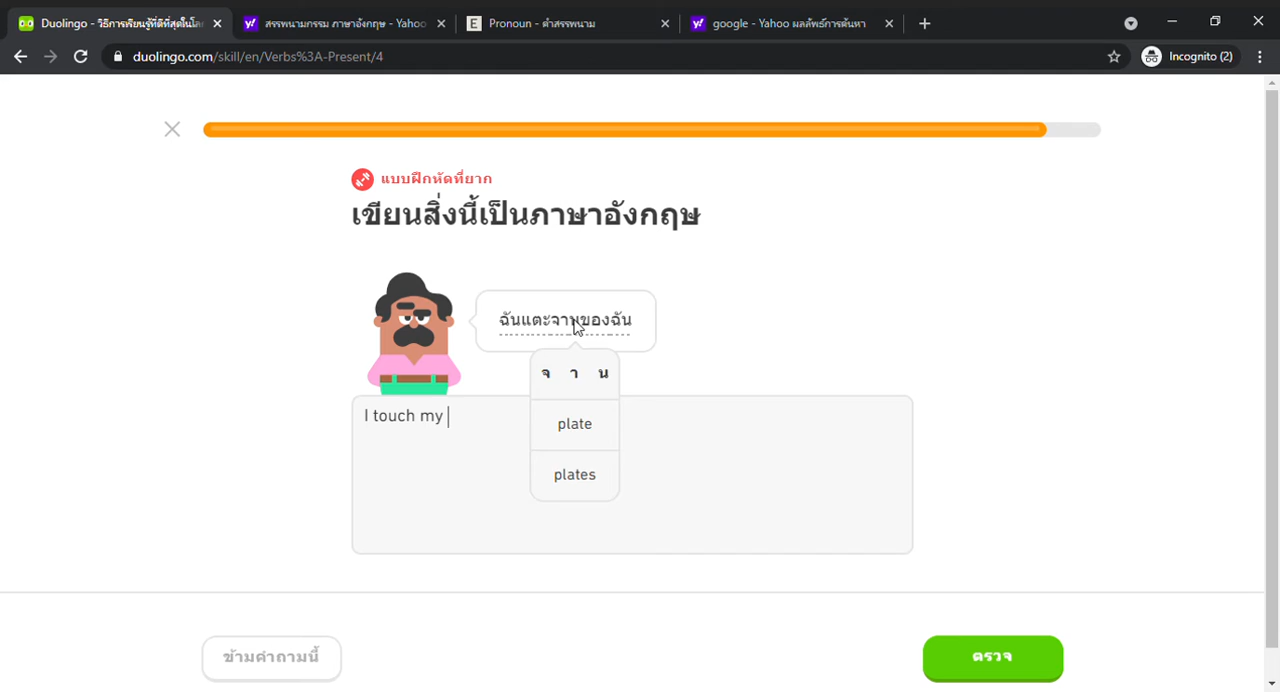 Duolingo - วิธีการเรียนรู้ที่ดีที่สุดในโล
สรรพนามกรรม ภาษาอังกฤษ - Yahoo
Pronoun - คำสรรพนาม
google - Yahoo ผลลัพธ์การค้นหา
duolingo.com/skill/en/Verbs%3A-Present/4
Incognito (2)
แบบฝึกหัดที่ยาก
เขียนสิ่งนี้เป็นภาษาอังกฤษ
ฉันแตะจานของฉัน
จ า น
plate
plates
I touch my
ข้ามคำถามนี้
ตรวจ